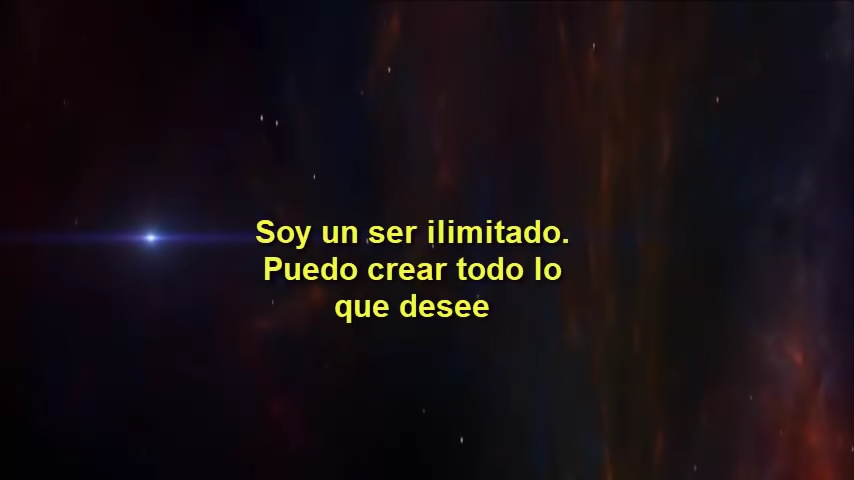 Soy un ser ilimitado.
Puedo crear todo lo
que desee